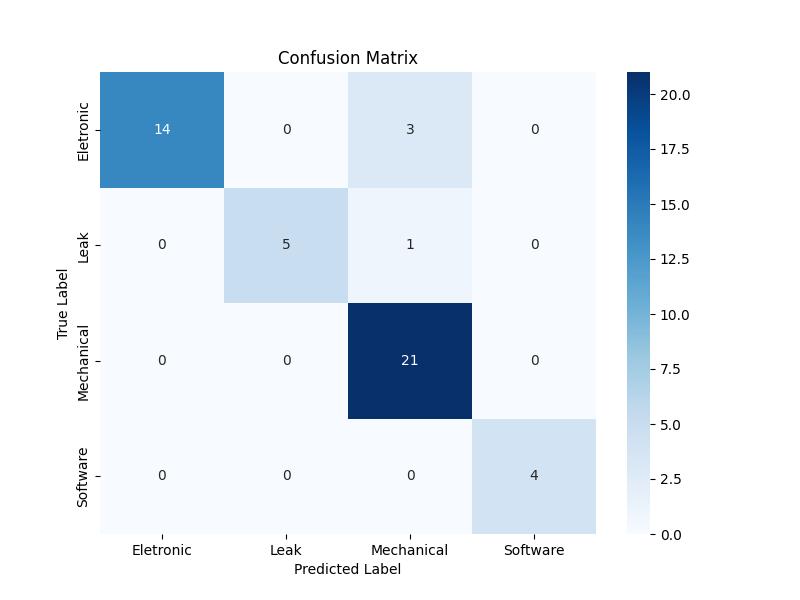 Confusion Matrix
Eletronic 14 0 3 0
Leak 0 5 1 0
Mechanical 0 0 21 0
Software 0 0 0 4
Eletronic Leak Mechanical Software
Predicted Label
True Label
20.0
17.5
15.0
12.5
10.0
7.5
5.0
2.5
0.0